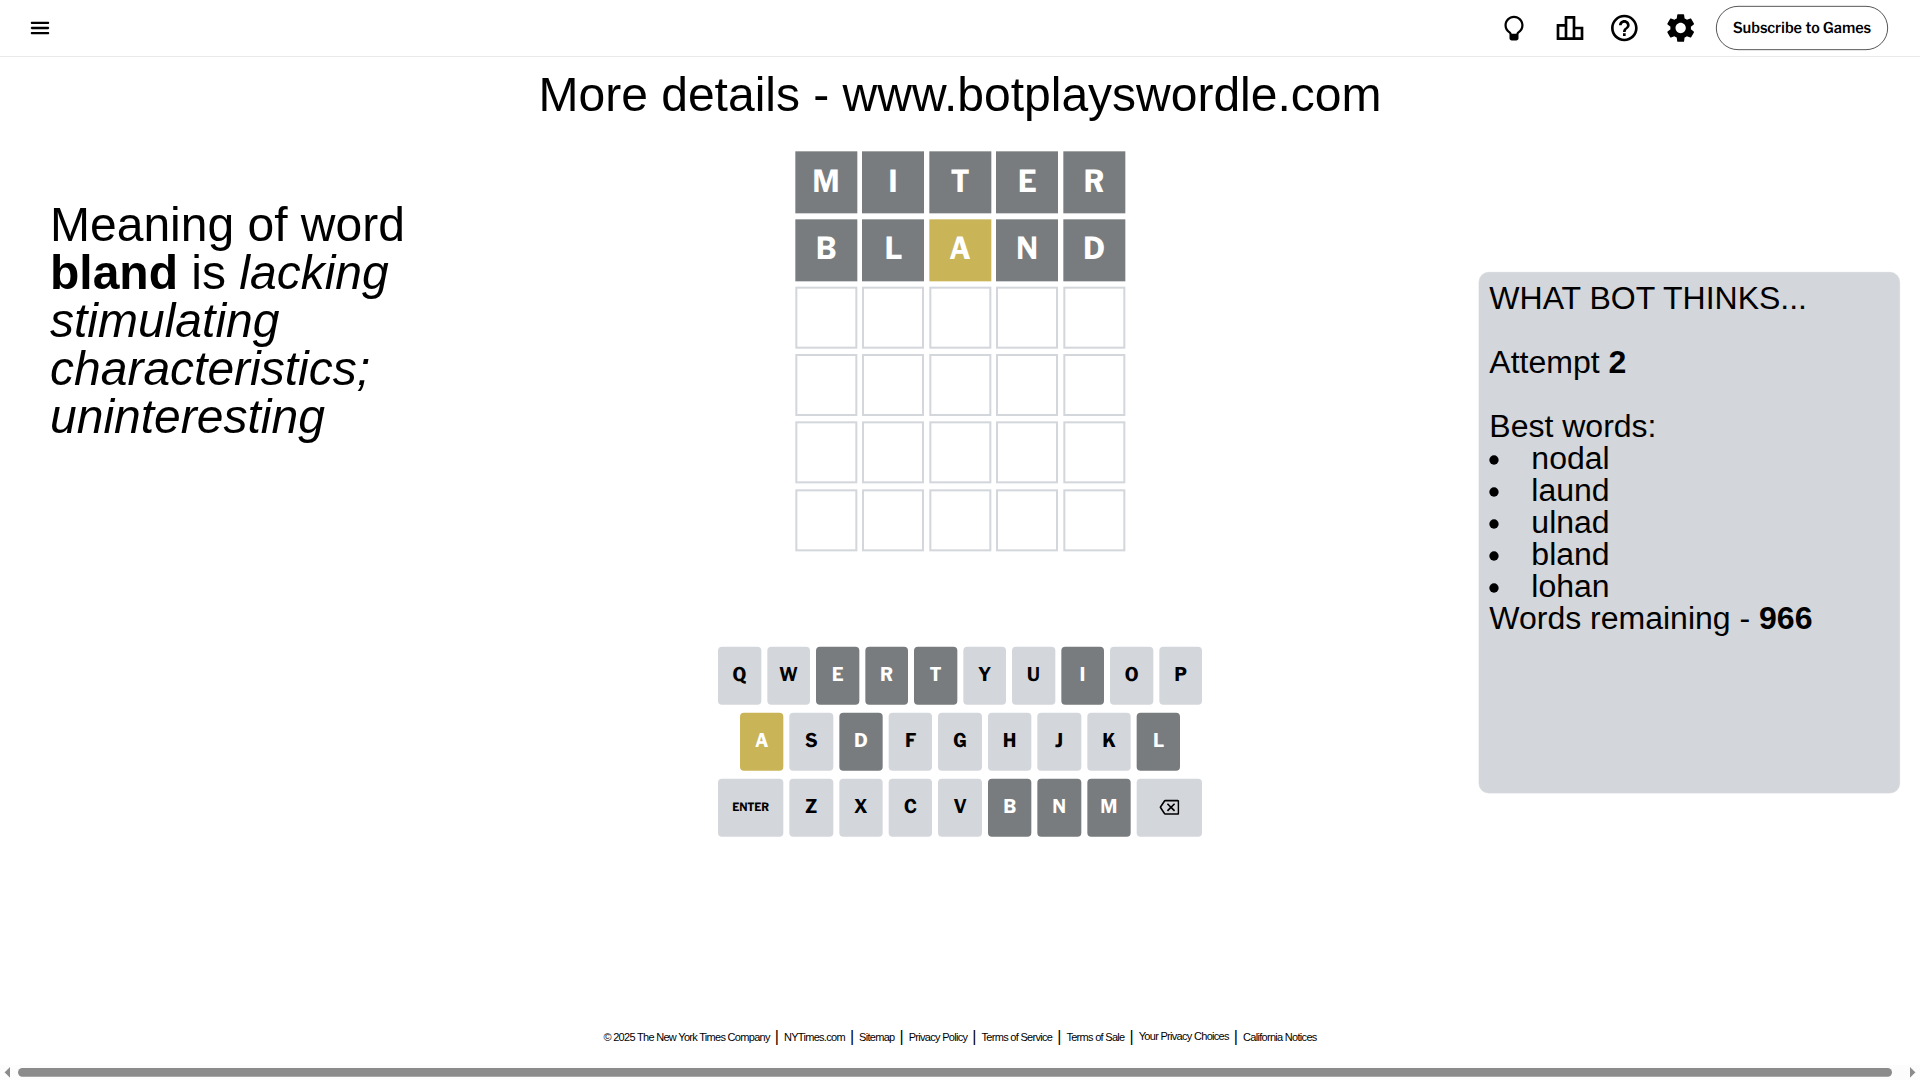 Subscribe to Games
More details - www.botplayswordle.com
Meaning of word
bland is lacking
stimulating
characteristics;
uninteresting
M I T E R
B L A N D
WHAT BOT THINKS...
Attempt 2
Best words:
• nodal
• laund
• ulnad
• bland
• lohan
Words remaining - 966
Q W E R T Y U I O P
A S D F G H J K L
ENTER Z X C V B N M
© 2025 The New York Times Company | NYTimes.com | Sitemap | Privacy Policy | Terms of Service | Terms of Sale | Your Privacy Choices | California Notices